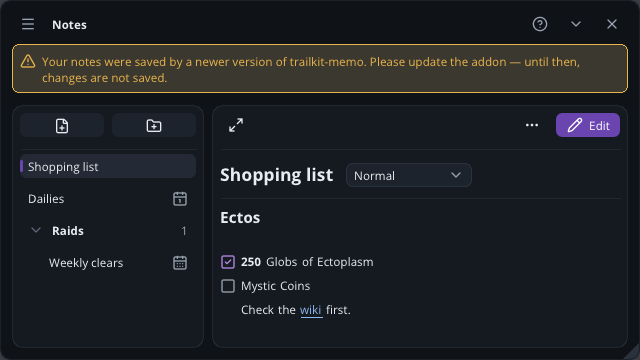 Notes
Your notes were saved by a newer version of trailkit-memo. Please update the addon — until then,
changes are not saved.
Edit
Shopping list
Dailies
Raids 1
Weekly clears
Shopping list Normal
Ectos
250 Globs of Ectoplasm
Mystic Coins
Check the wiki first.